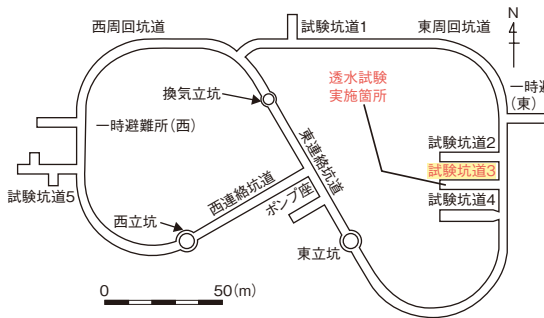 西周回坑道
試験坑道1
東周回坑道
N
換気立坑
透水試験
実施箇所
一時避
(東)
一時避難所(西)
東連絡坑道
試験坑道2
試験坑道3
試験坑道4
試験坑道5
西連絡坑道
ポンプ座
西立坑
東立坑
0
50(m)